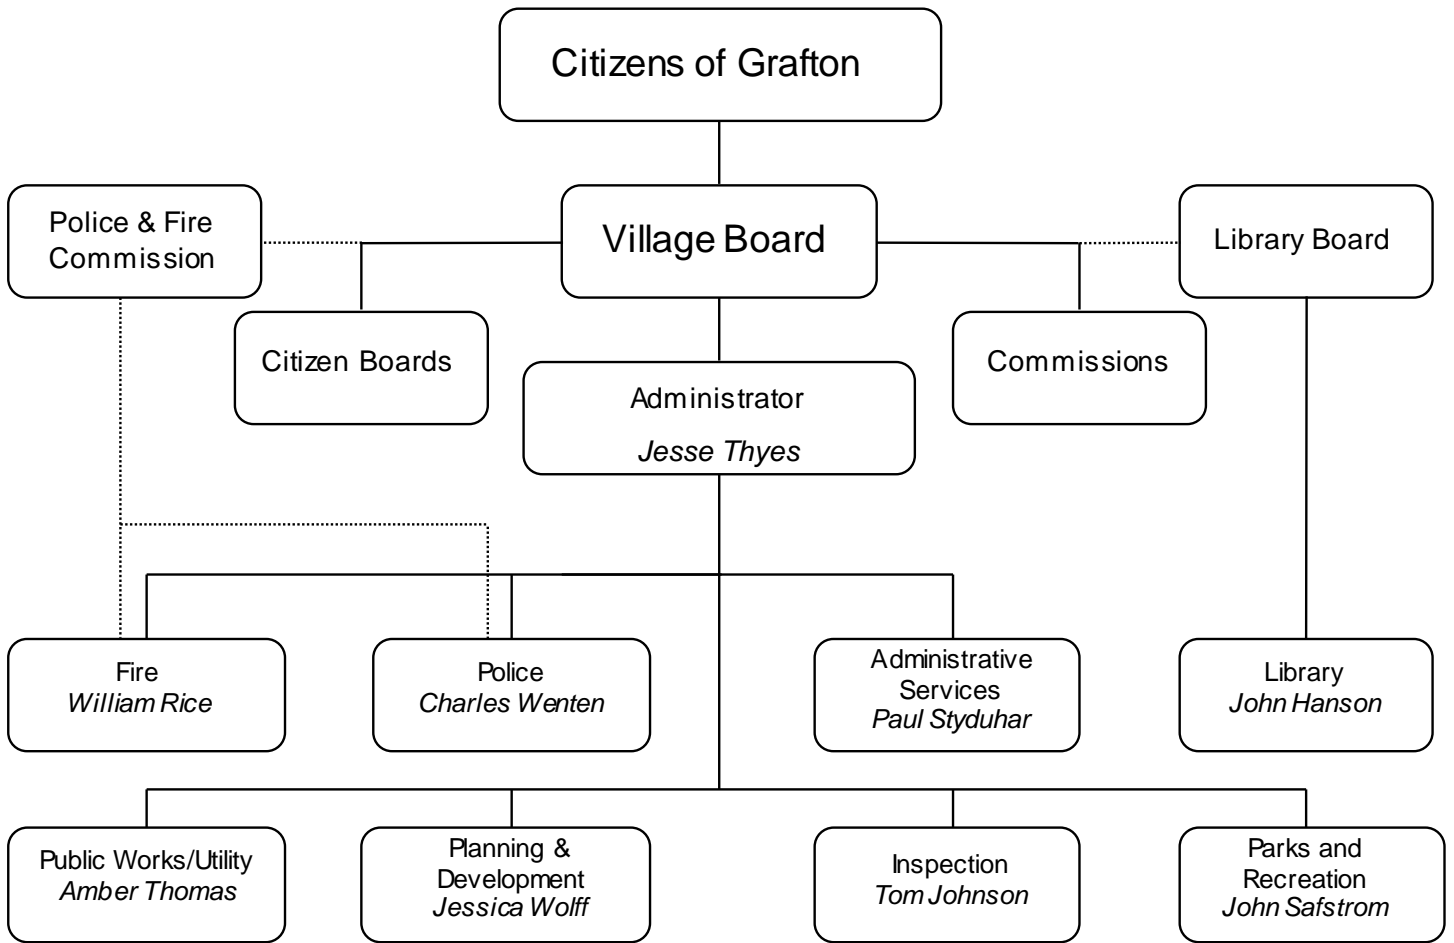 Citizens of Grafton
Police & Fire
Commission
Village Board
Library Board
Citizen Boards
Commissions
Administrator
Jesse Thyes
Fire
William Rice
Police
Charles Wenten
Administrative
Services
Paul Styduhar
Library
John Hanson
Public Works/Utility
Amber Thomas
Planning &
Development
Jessica Wolff
Inspection
Tom Johnson
Parks and
Recreation
John Safstrom